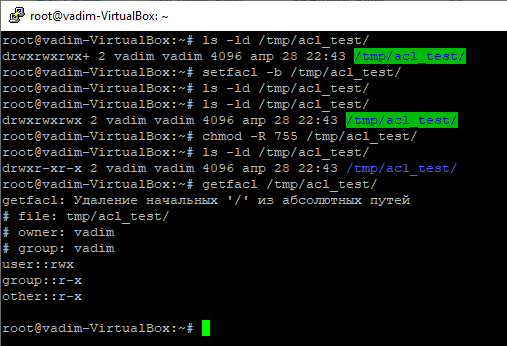 root@vadim-VirtualBox: ~
root@vadim-VirtualBox:~# ls -ld /tmp/acl_test/
drwxrwxrwx+ 2 vadim vadim 4096 апр 28 22:43 /tmp/acl_test/
root@vadim-VirtualBox:~# setfacl -b /tmp/acl_test/
root@vadim-VirtualBox:~# ls -ld /tmp/acl_test/
root@vadim-VirtualBox:~# ls -ld /tmp/acl_test/
drwxrwxrwx 2 vadim vadim 4096 апр 28 22:43 /tmp/acl_test/
root@vadim-VirtualBox:~# chmod -R 755 /tmp/acl_test/
root@vadim-VirtualBox:~# ls -ld /tmp/acl_test/
drwxr-xr-x 2 vadim vadim 4096 апр 28 22:43 /tmp/acl_test/
root@vadim-VirtualBox:~# getfacl /tmp/acl_test/
getfacl: Удаление начальных '/' из абсолютных путей
# file: tmp/acl_test/
# owner: vadim
# group: vadim
user::rwx
group::r-x
other::r-x
root@vadim-VirtualBox:~#